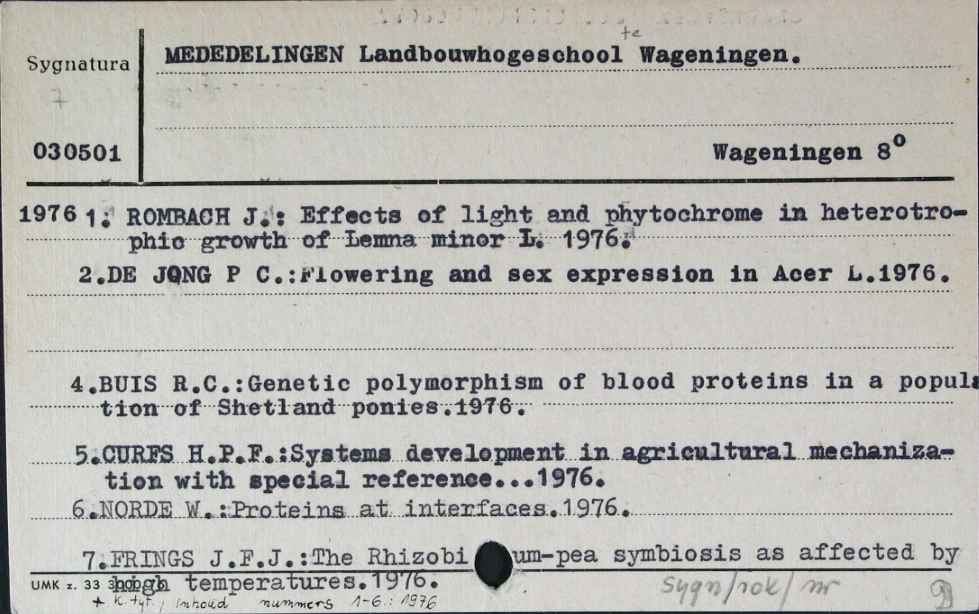 te
Sygnatura MEDEDELINGEN Landbouwhogeschool Wageningen.
7
030501 Wageningen 8º
1976 1. ROMBACH J.: Effects of light and phytochrome in heterotro-
phic growth of Lemna minor L. 1976.
2.DE JONG P C.:Flowering and sex expression in Acer L.1976.
4.BUIS R.C.:Genetic polymorphism of blood proteins in a popula
tion of Shetland ponies.1976.
5.CURFS H.P.F.:Systems development in agricultural mechaniza-
tion with special reference...1976.
6.NORDE W.:Proteins at interfaces.1976.
7.FRINGS J.F.J.:The Rhizobi um-pea symbiosis as affected by
UMK z. 33 high temperatures.1976.
+ k. tyt., inhoud nummers 1-6: 1976
sygn/rok/nr